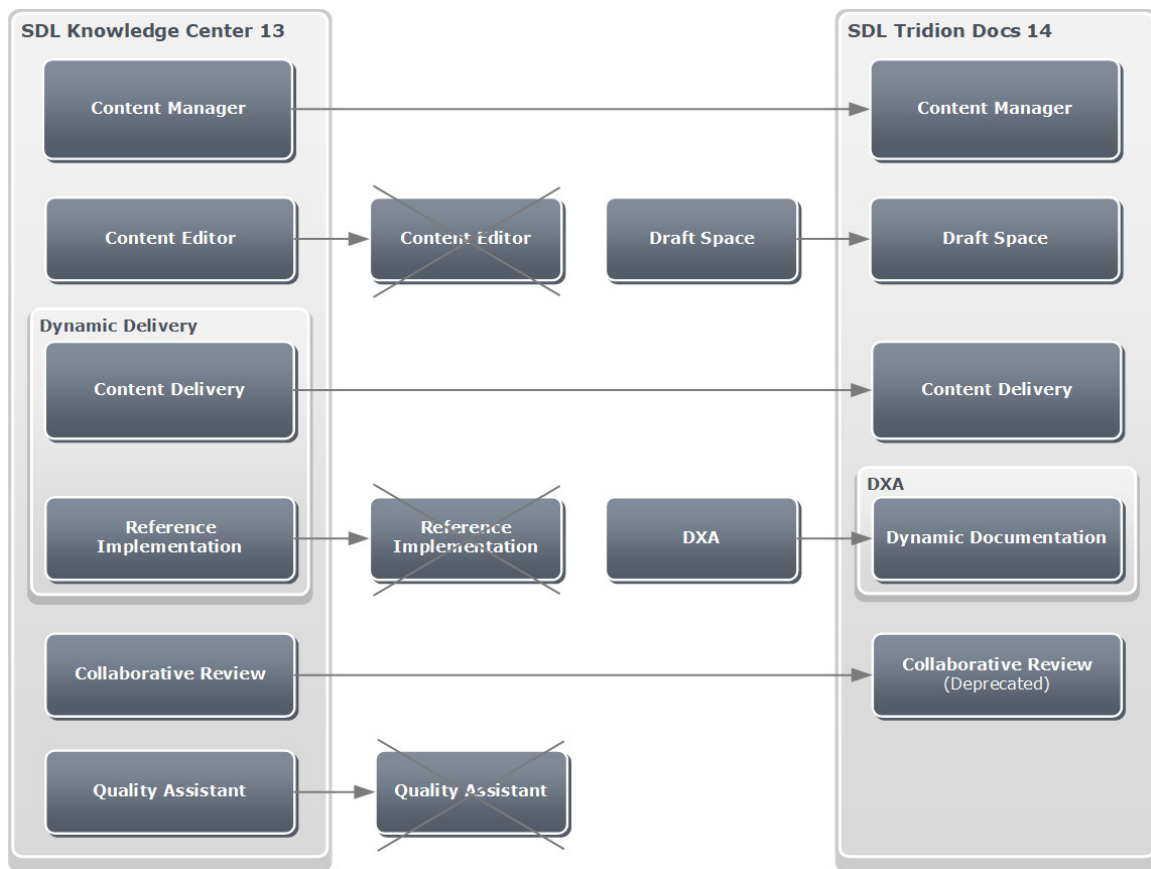 SDL Knowledge Center 13
SDL Tridion Docs 14
Content Manager
Content Manager
Content Editor
Content Editor
Draft Space
Draft Space
Dynamic Delivery
Content Delivery
Content Delivery
DXA
Reference
Implementation
Reference
Implementation
DXA
Dynamic Documentation
Collaborative Review
Collaborative Review
(Deprecated)
Quality Assistant
Quality Assistant